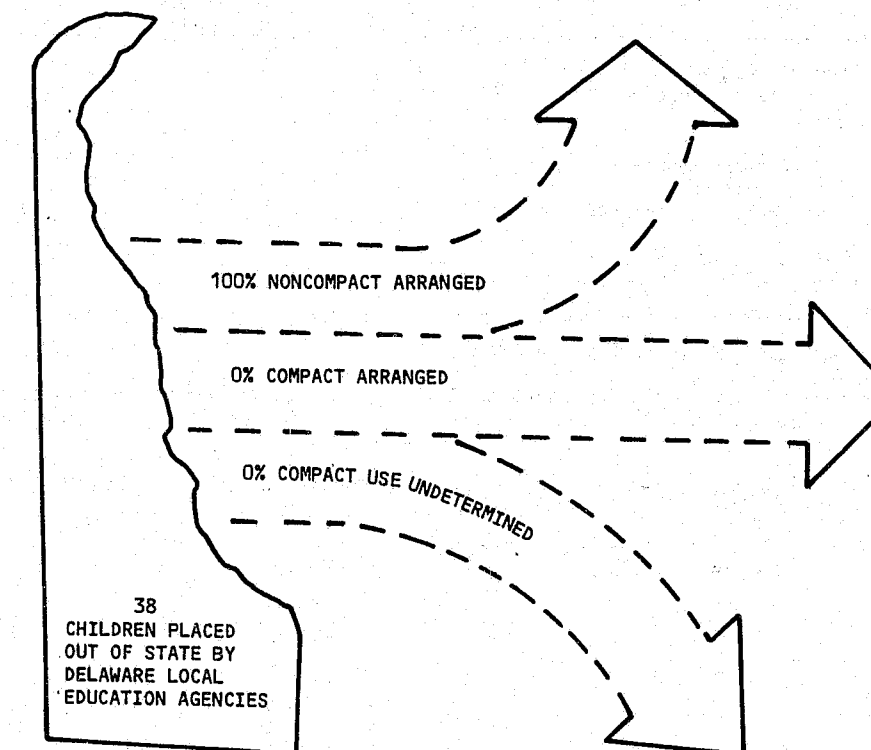 100% NONCOMPACT ARRANGED
0% COMPACT ARRANGED
0% COMPACT USE UNDETERMINED
38
CHILDREN PLACED
OUT OF STATE BY
DELAWARE LOCAL
EDUCATION AGENCIES